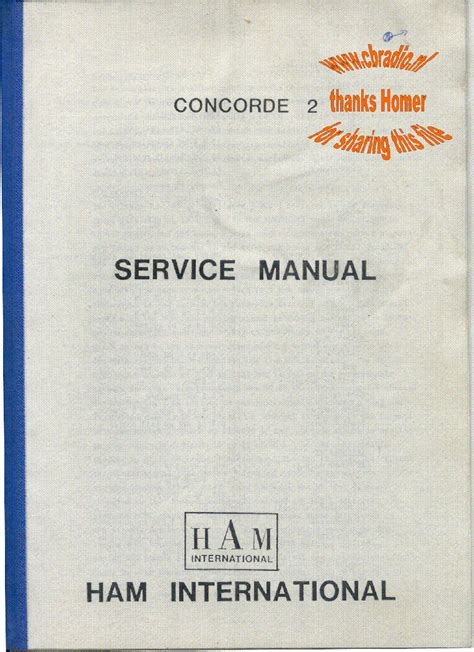 www.cbradio.nl
CONCORDE 2
thanks Homer
for sharing this file
SERVICE MANUAL
HAM
INTERNATIONAL
HAM INTERNATIONAL